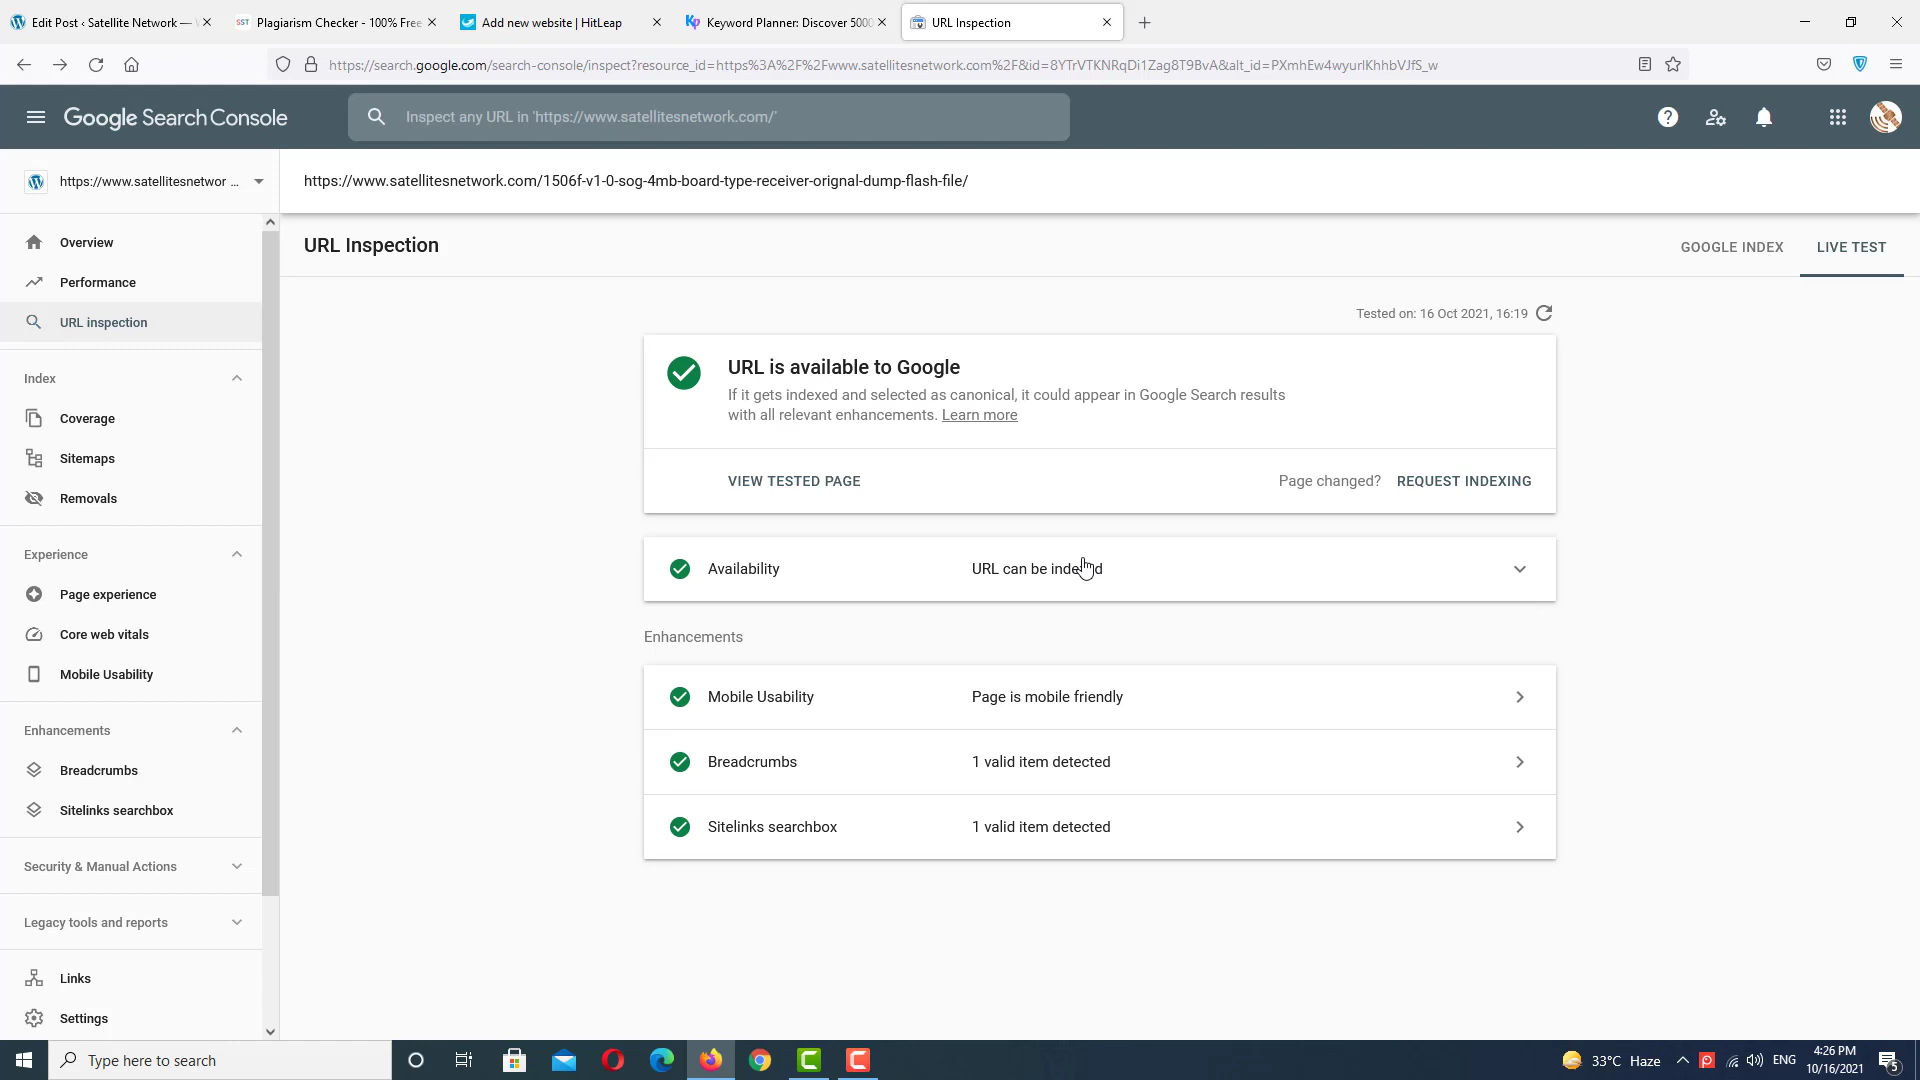 Edit Post ‹ Satellite Network —
SST Plagiarism Checker - 100% Free
Add new website | HitLeap
Kp Keyword Planner: Discover 5000
URL Inspection
https://search.google.com/search-console/inspect?resource_id=https%3A%2F%2Fwww.satellitesnetwork.com%2F&id=8YTrVTKNRqDi1Zag8T9BvA&alt_id=PXmhEw4wyurlKhhbVJfS_w
Google Search Console
Inspect any URL in 'https://www.satellitesnetwork.com/'
https://www.satellitesnetwor ...
https://www.satellitesnetwork.com/1506f-v1-0-sog-4mb-board-type-receiver-orignal-dump-flash-file/
Overview
Performance
URL inspection
Index
Coverage
Sitemaps
Removals
Experience
Page experience
Core web vitals
Mobile Usability
Enhancements
Breadcrumbs
Sitelinks searchbox
Security & Manual Actions
Legacy tools and reports
Links
Settings
URL Inspection
GOOGLE INDEX
LIVE TEST
Tested on: 16 Oct 2021, 16:19
URL is available to Google
If it gets indexed and selected as canonical, it could appear in Google Search results
with all relevant enhancements. Learn more
VIEW TESTED PAGE
Page changed? REQUEST INDEXING
Availability
URL can be indexed
Enhancements
Mobile Usability
Page is mobile friendly
Breadcrumbs
1 valid item detected
Sitelinks searchbox
1 valid item detected
Type here to search
33°C Haze
ENG
4:26 PM
10/16/2021
5